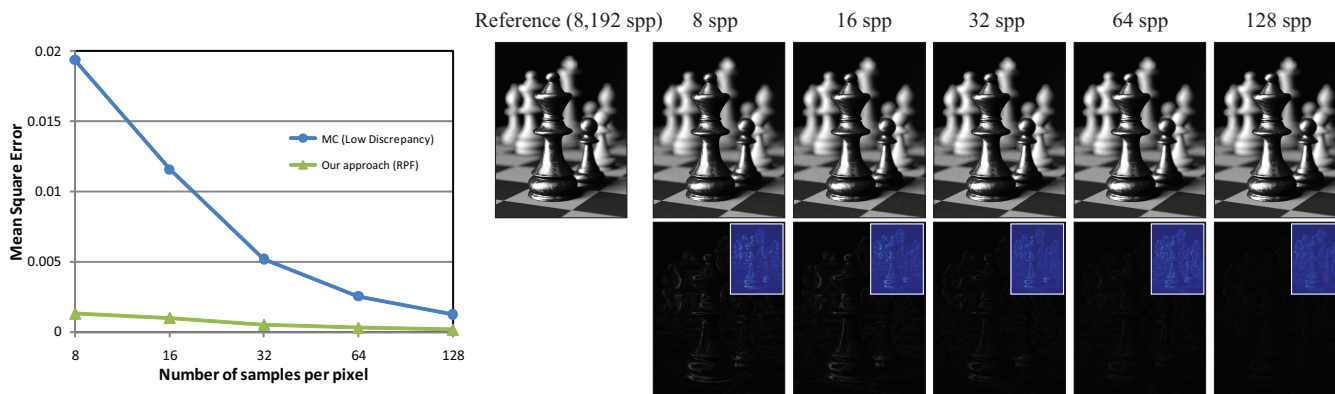 Reference (8,192 spp)
8 spp
16 spp
32 spp
64 spp
128 spp
0.02
0.015
0.01
0.005
0
Mean Square Error
MC (Low Discrepancy)
Our approach (RPF)
8
16
32
64
128
Number of samples per pixel